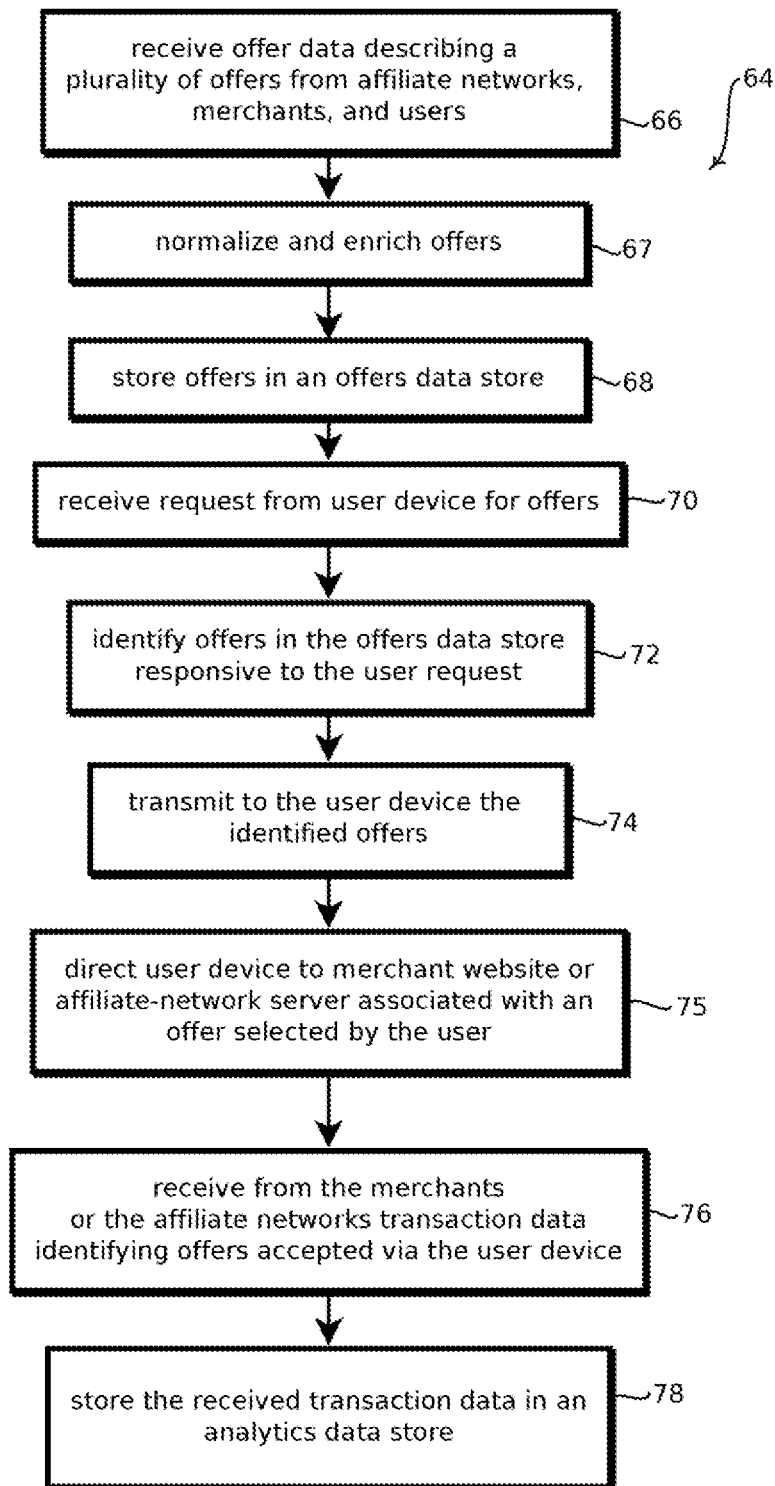 receive offer data describing a
plurality of offers from affiliate networks,
merchants, and users
64
66
normalize and enrich offers
67
store offers in an offers data store
68
receive request from user device for offers
70
identify offers in the offers data store
responsive to the user request
72
transmit to the user device the
identified offers
74
direct user device to merchant website or
affiliate-network server associated with an
offer selected by the user
75
receive from the merchants
or the affiliate networks transaction data
identifying offers accepted via the user device
76
store the received transaction data in an
analytics data store
78